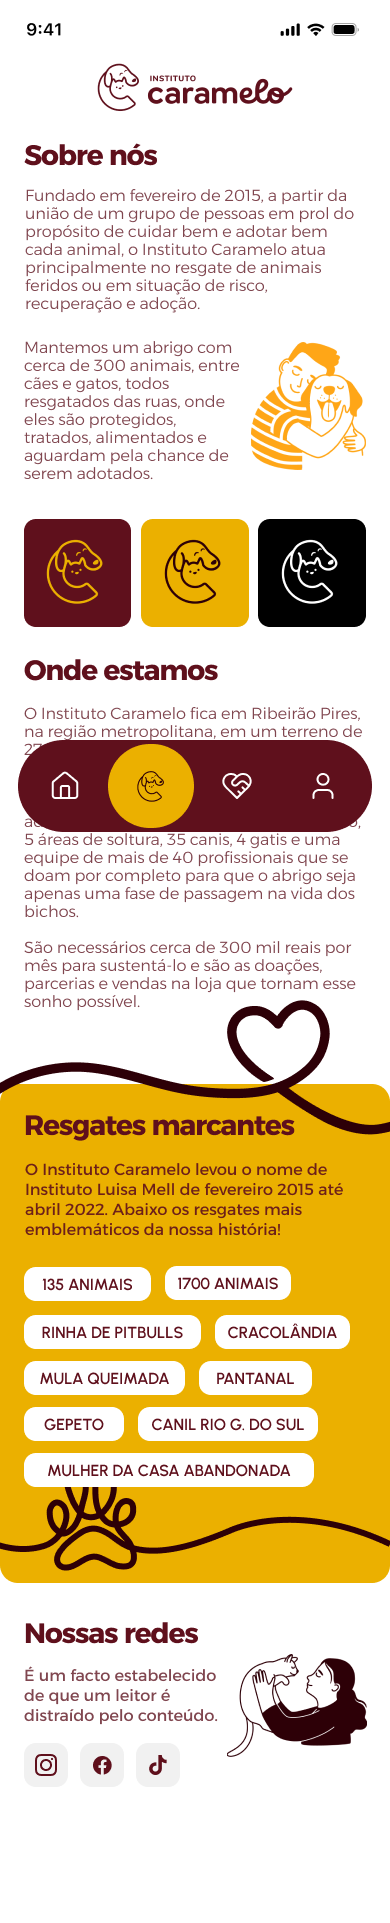 9:41
INSTITUTO
caramelo
Sobre nós
Fundado em fevereiro de 2015, a partir da
união de um grupo de pessoas em prol do
propósito de cuidar bem e adotar bem
cada animal, o Instituto Caramelo atua
principalmente no resgate de animais
feridos ou em situação de risco,
recuperação e adoção.
Mantemos um abrigo com
cerca de 300 animais, entre
cães e gatos, todos
resgatados das ruas, onde
eles são protegidos,
tratados, alimentados e
aguardam pela chance de
serem adotados.
Onde estamos
O Instituto Caramelo fica em Ribeirão Pires,
na região metropolitana, em um terreno de
5 áreas de soltura, 35 canis, 4 gatis e uma
equipe de mais de 40 profissionais que se
doam por completo para que o abrigo seja
apenas uma fase de passagem na vida dos
bichos.
São necessários cerca de 300 mil reais por
mês para sustentá-lo e são as doações,
parcerias e vendas na loja que tornam esse
sonho possível.
Resgates marcantes
O Instituto Caramelo levou o nome de
Instituto Luisa Mell de fevereiro 2015 até
abril 2022. Abaixo os resgates mais
emblemáticos da nossa história!
135 ANIMAIS 1700 ANIMAIS
RINHA DE PITBULLS CRACOLÂNDIA
MULA QUEIMADA PANTANAL
GEPETO CANIL RIO G. DO SUL
MULHER DA CASA ABANDONADA
Nossas redes
É um facto estabelecido
de que um leitor é
distraído pelo conteúdo.